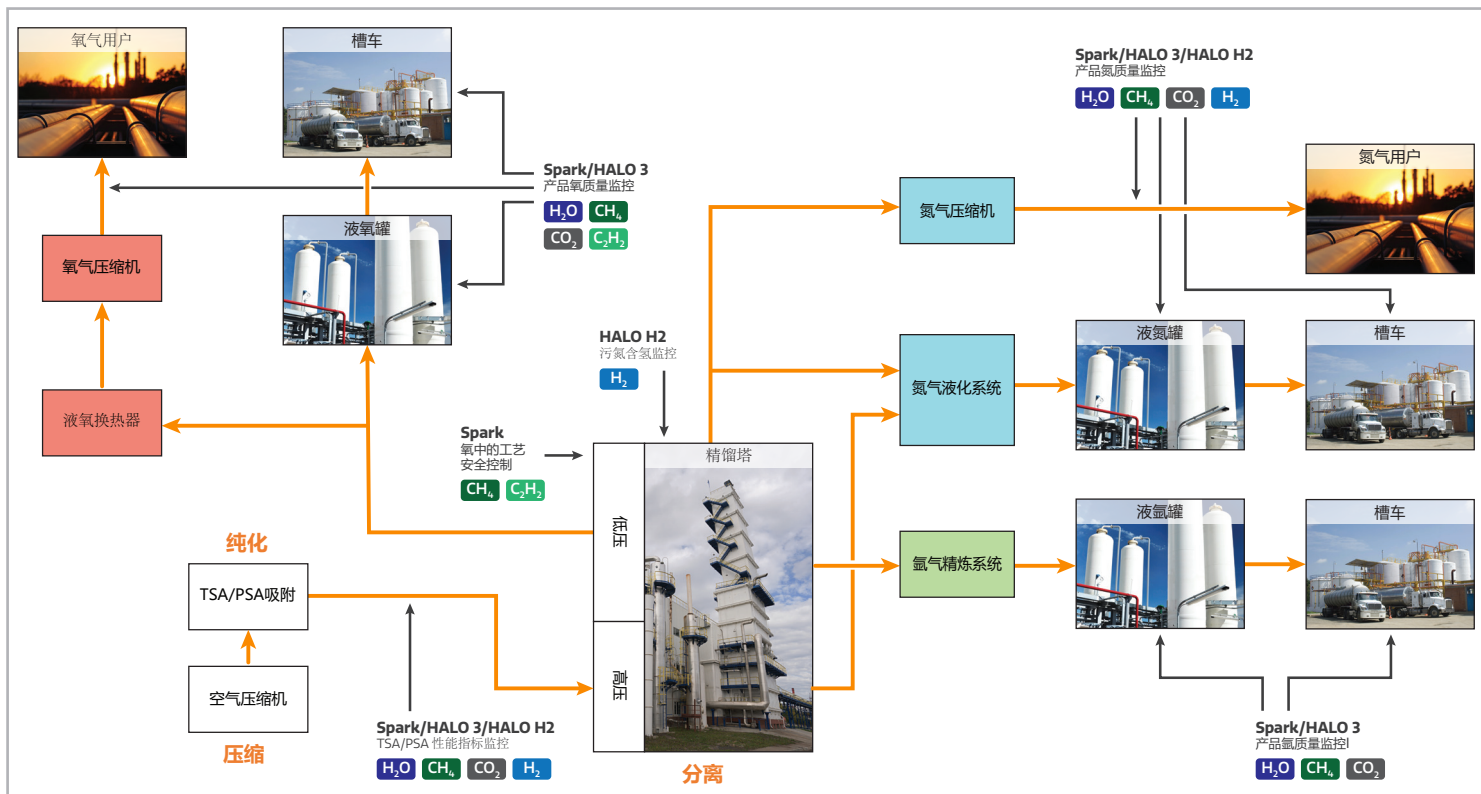 氧气用户
槽车
Spark/HALO 3/HALO H2
产品氮质量监控
H₂O CH₄ CO₂ H₂
氮气用户
Spark/HALO 3
产品氧质量监控
H₂O CH₄
CO₂ C₂H₂
氮气压缩机
液氧罐
氧气压缩机
HALO H2
污氮含氢监控
H₂
氮气液化系统
液氮罐
槽车
液氧换热器
Spark
氧中的工艺
安全控制
CH₄ C₂H₂
精馏塔
低压
高压
纯化
TSA/PSA吸附
氩气精炼系统
液氩罐
槽车
空气压缩机
压缩
Spark/HALO 3/HALO H2
TSA/PSA 性能指标监控
H₂O CH₄ CO₂ H₂
分离
Spark/HALO 3
产品氩质量监控l
H₂O CH₄ CO₂